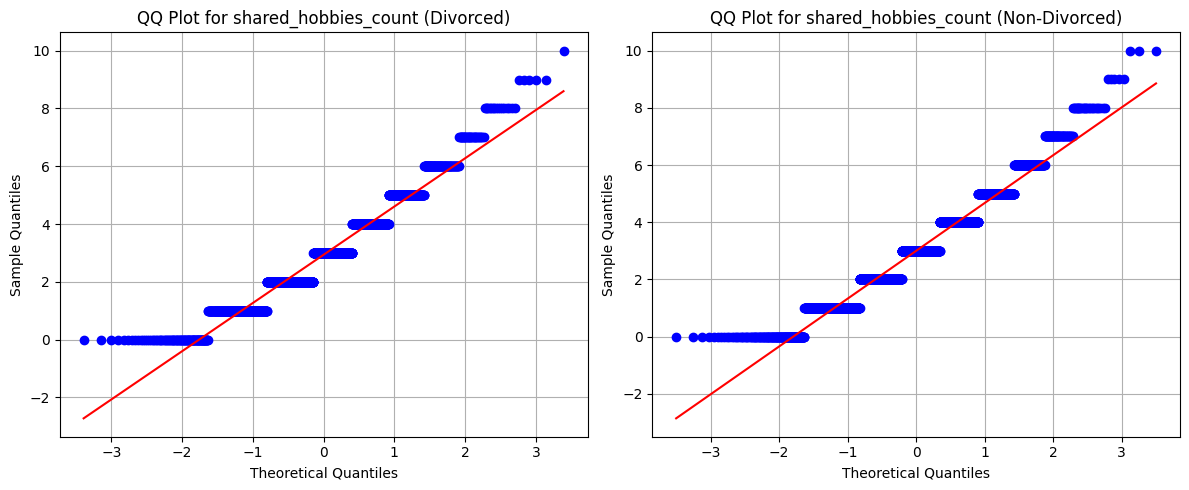 QQ Plot for shared_hobbies_count (Divorced)
10
8
6
4
2
0
−2
Sample Quantiles
−3 −2 −1 0 1 2 3
Theoretical Quantiles
QQ Plot for shared_hobbies_count (Non-Divorced)
10
8
6
4
2
0
−2
Sample Quantiles
−3 −2 −1 0 1 2 3
Theoretical Quantiles